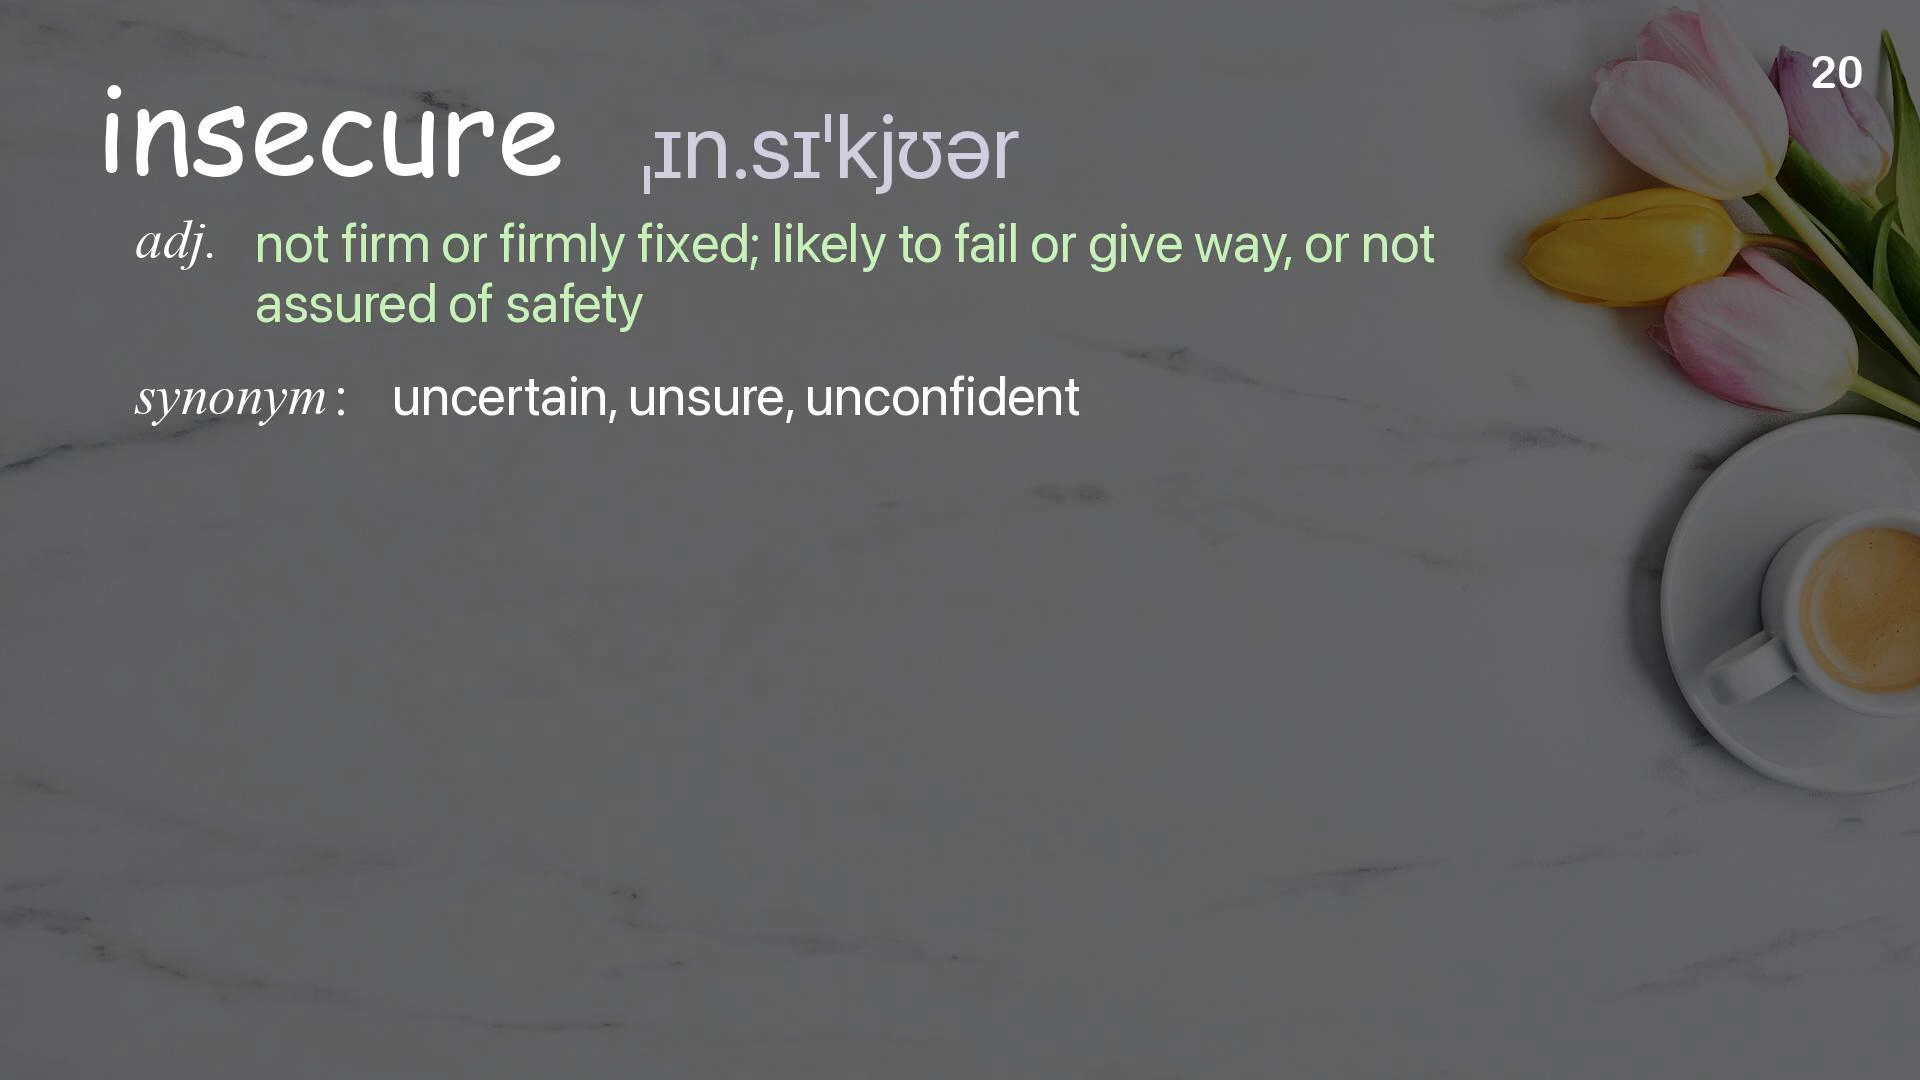 20
insecure ˌɪn.sɪˈkjʊər
adj. not firm or firmly fixed; likely to fail or give way, or not
assured of safety
synonym : uncertain, unsure, unconfident